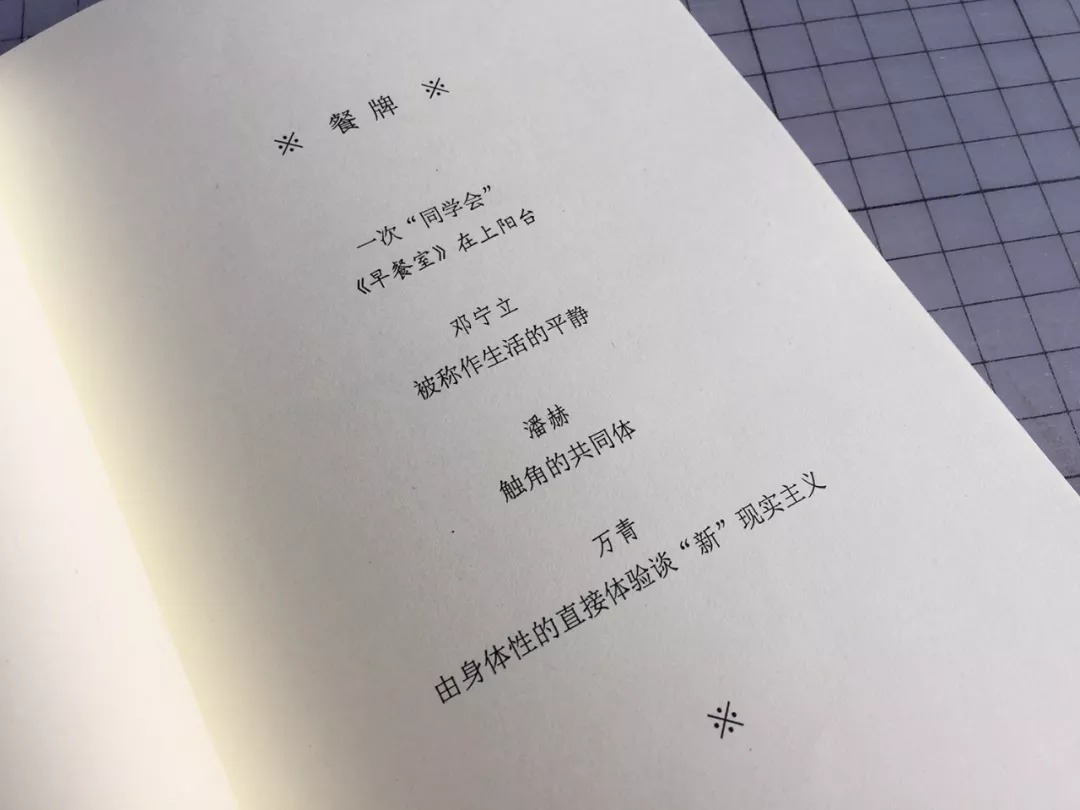 ※ 餐牌 ※
一次“同学会”
《早餐室》在上阳台
邓宁立
被称作生活的平静
潘赫
触角的共同体
万青
由身体性的直接体验谈“新”现实主义
※